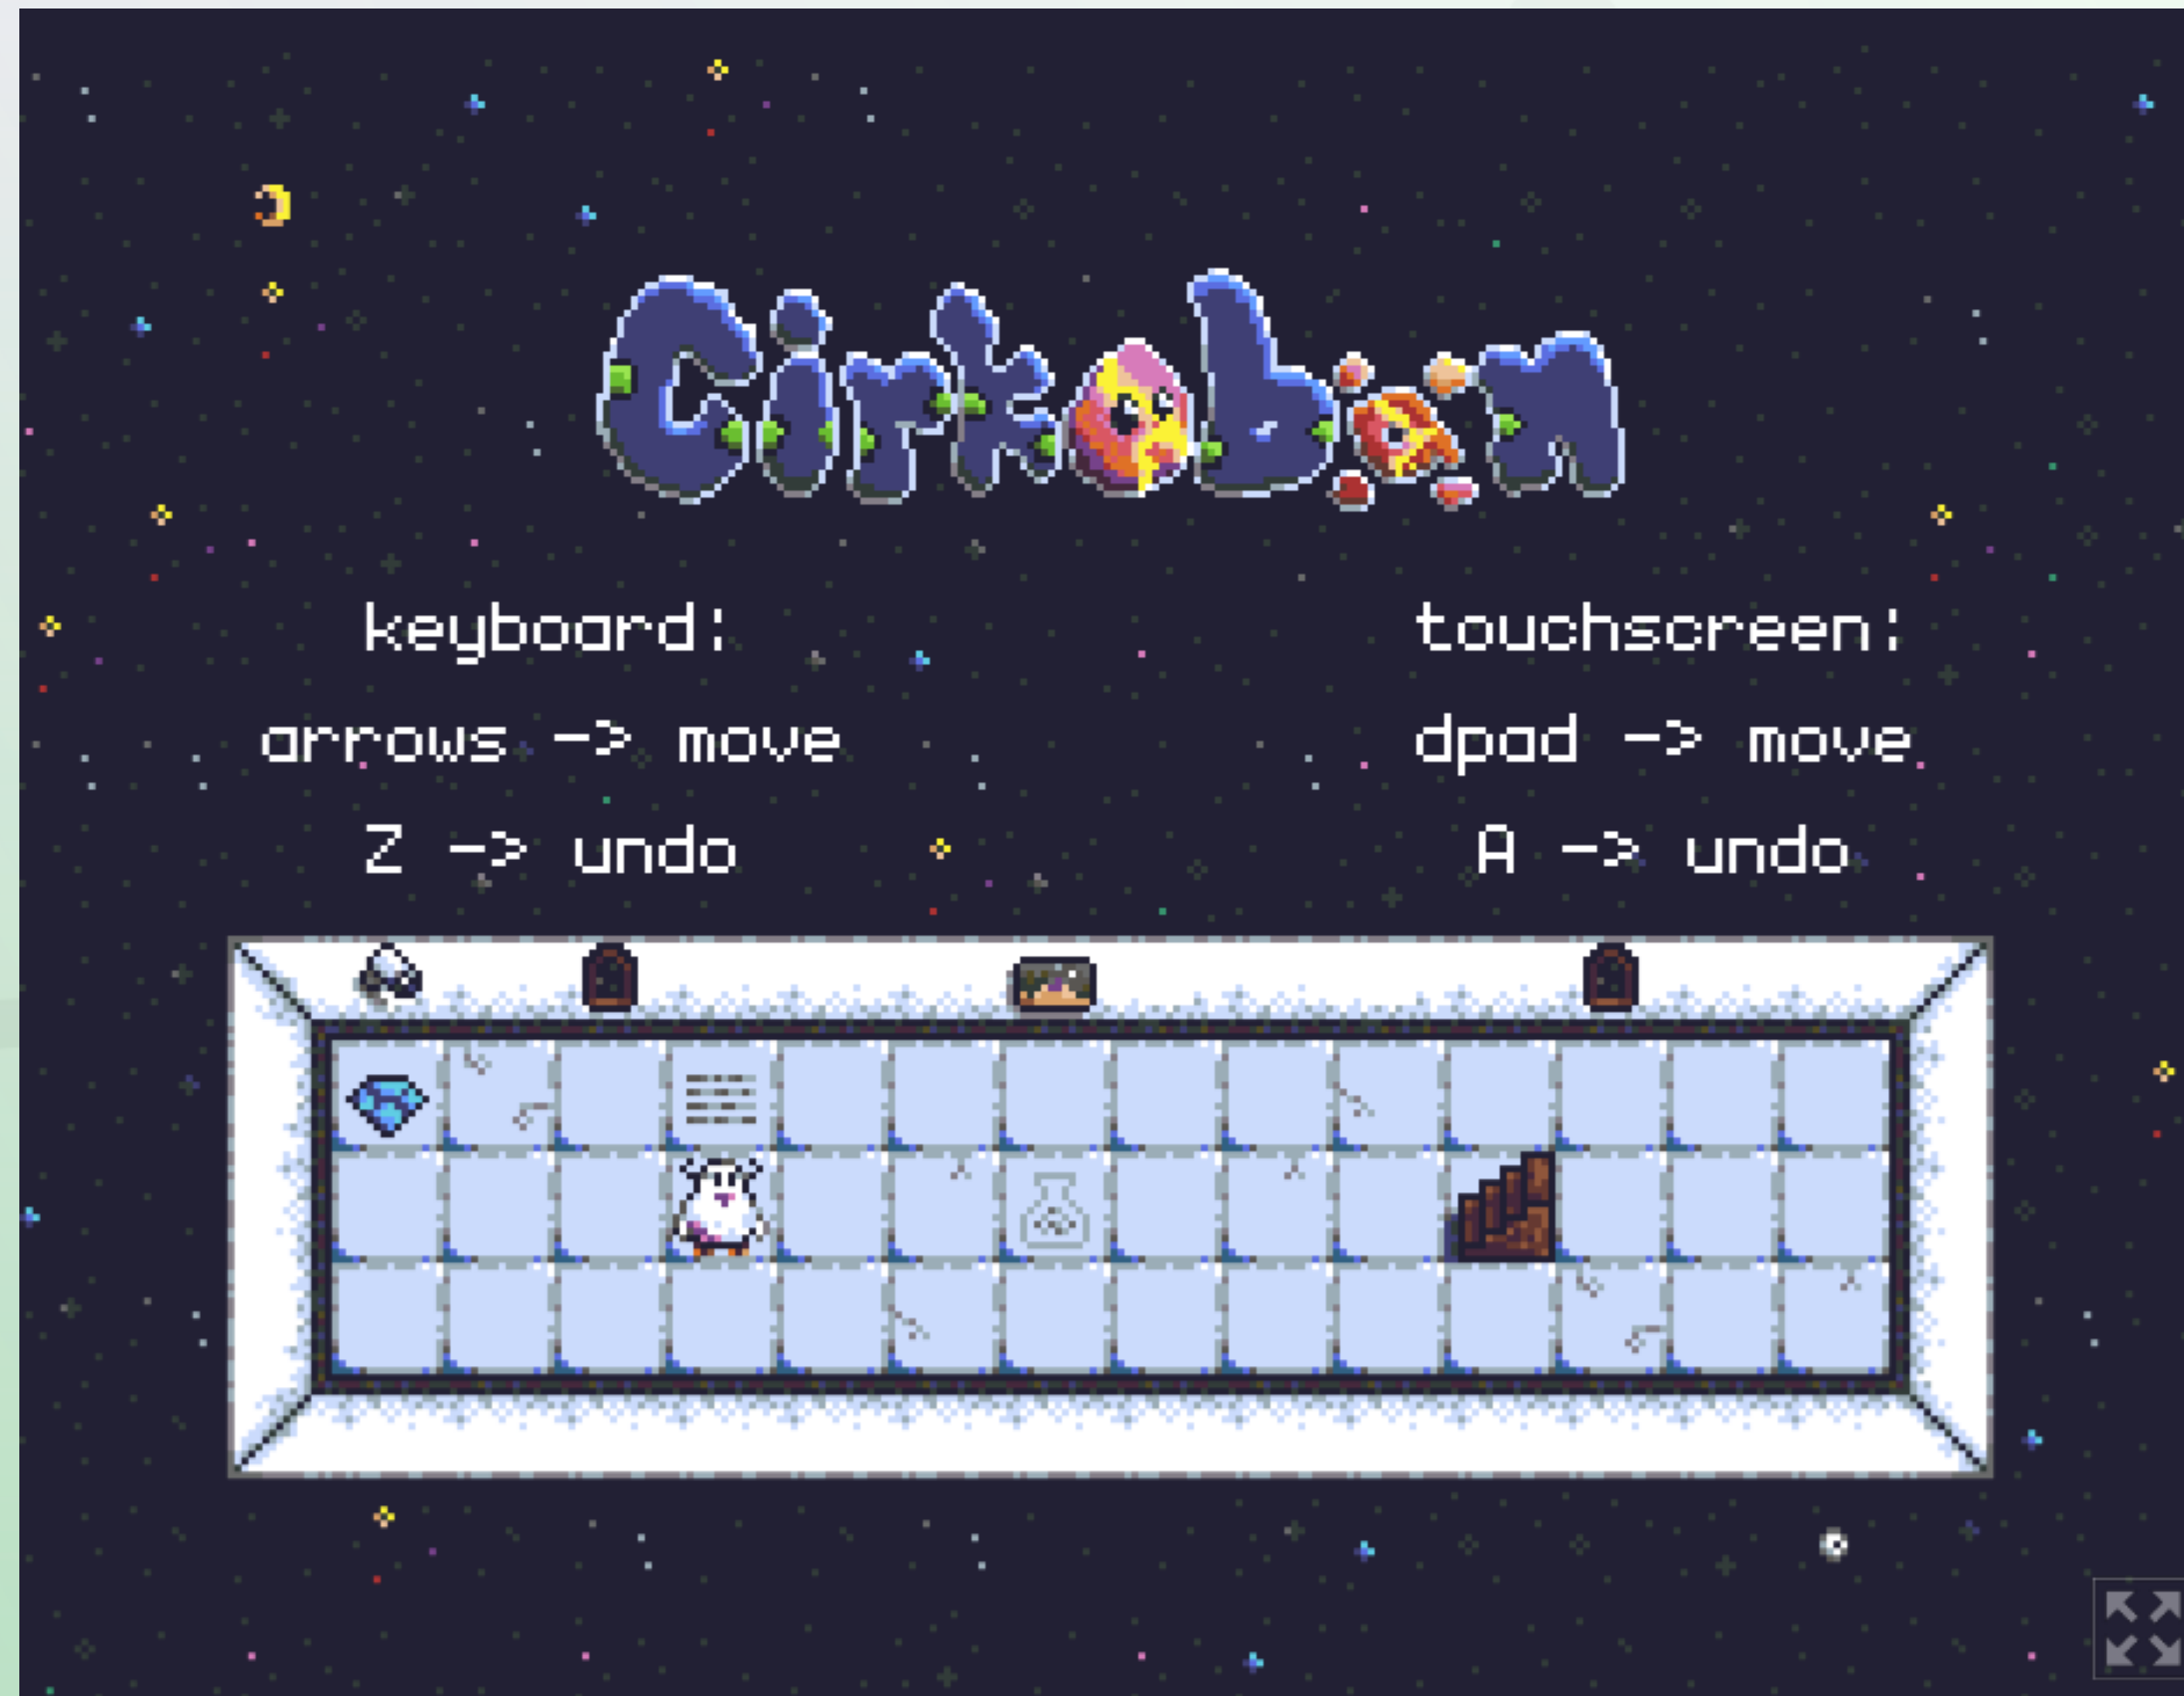 Cirkoban
keyboard:
arrows -> move
Z -> undo
touchscreen:
dpad -> move
A -> undo